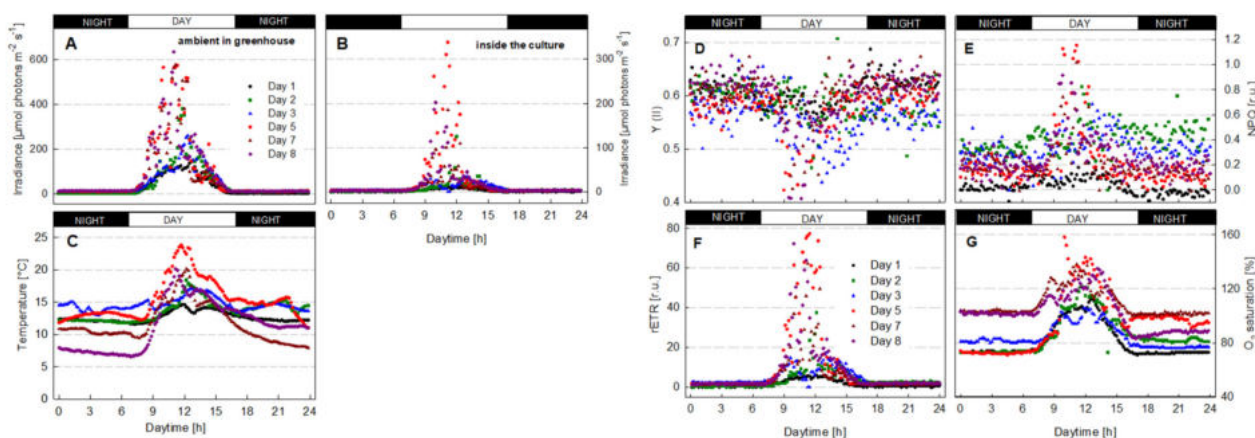 NIGHT DAY NIGHT
A
ambient in greenhouse
Irradiance [µmol photons m⁻² s⁻¹]
600
400
200
0
Day 1
Day 2
Day 3
Day 5
Day 7
Day 8
B
inside the culture
Irradiance [µmol photons m⁻² s⁻¹]
300
200
100
0
0 3 6 9 12 15 18 21 24
Daytime [h]
NIGHT DAY NIGHT
C
Temperature [°C]
25
20
15
10
5
0
0 3 6 9 12 15 18 21 24
Daytime [h]
D
Y (II)
0.7
0.6
0.5
0.4
E
NPQ [r.u.]
1.2
1.0
0.8
0.6
0.4
0.2
0.0
NIGHT DAY NIGHT
F
rETR [r.u.]
80
60
40
20
0
Day 1
Day 2
Day 3
Day 5
Day 7
Day 8
0 3 6 9 12 15 18 21 24
Daytime [h]
NIGHT DAY NIGHT
G
O₂ saturation [%]
160
120
80
40
0 3 6 9 12 15 18 21 24
Daytime [h]